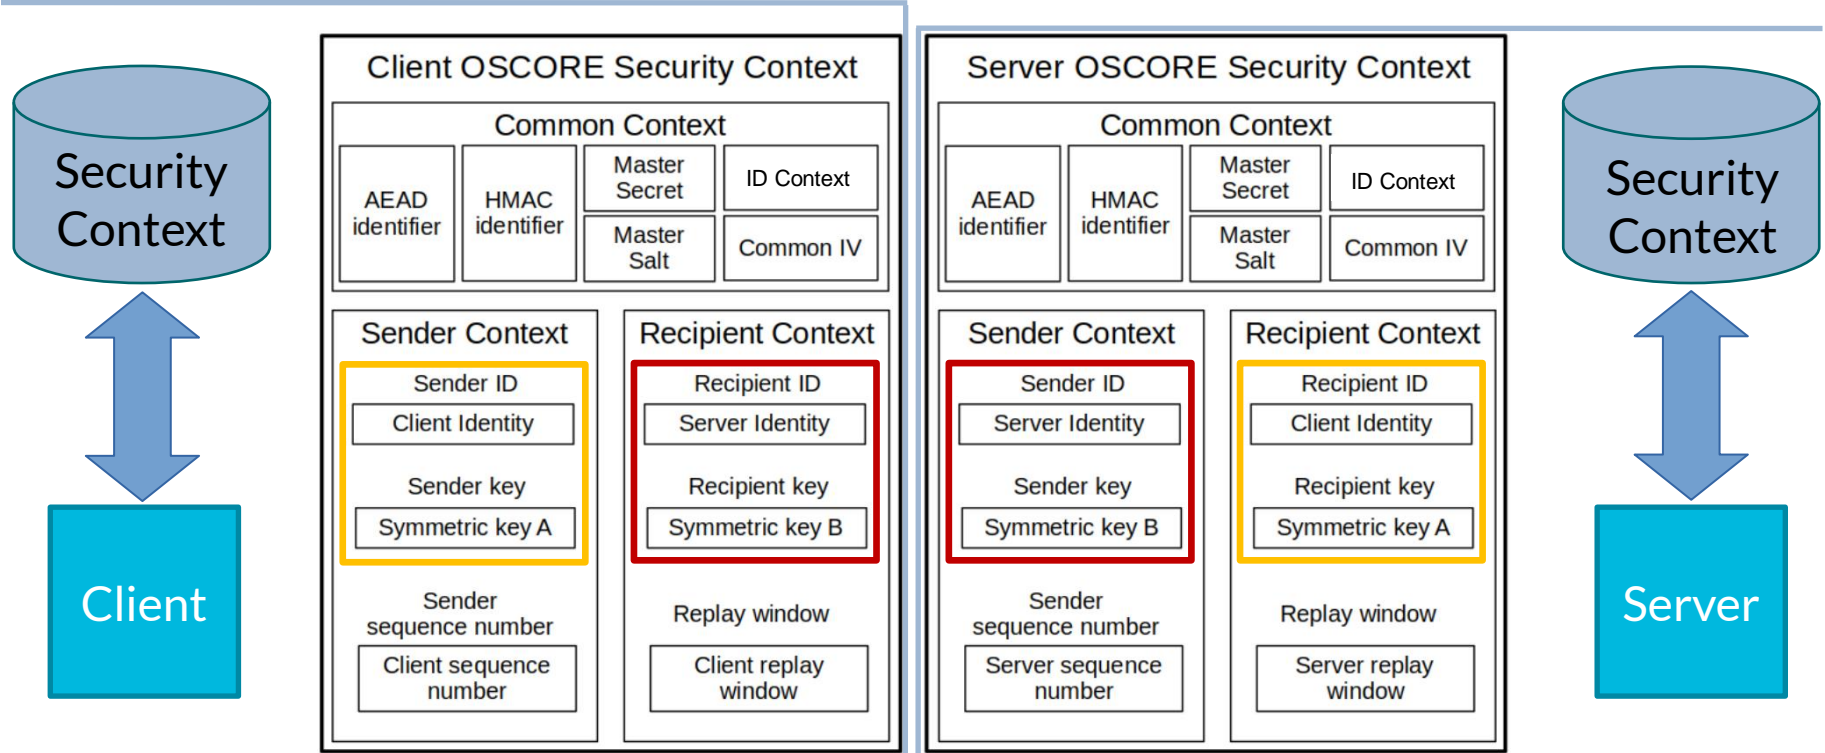 Security
Context
Client
Client OSCORE Security Context
Common Context
AEAD
identifier
HMAC
identifier
Master
Secret
ID Context
Master
Salt
Common IV
Sender Context
Sender ID
Client Identity
Sender key
Symmetric key A
Sender
sequence number
Client sequence
number
Recipient Context
Recipient ID
Server Identity
Recipient key
Symmetric key B
Replay window
Client replay
window
Server OSCORE Security Context
Common Context
AEAD
identifier
HMAC
identifier
Master
Secret
ID Context
Master
Salt
Common IV
Sender Context
Sender ID
Server Identity
Sender key
Symmetric key B
Sender
sequence number
Server sequence
number
Recipient Context
Recipient ID
Client Identity
Recipient key
Symmetric key A
Replay window
Server replay
window
Security
Context
Server